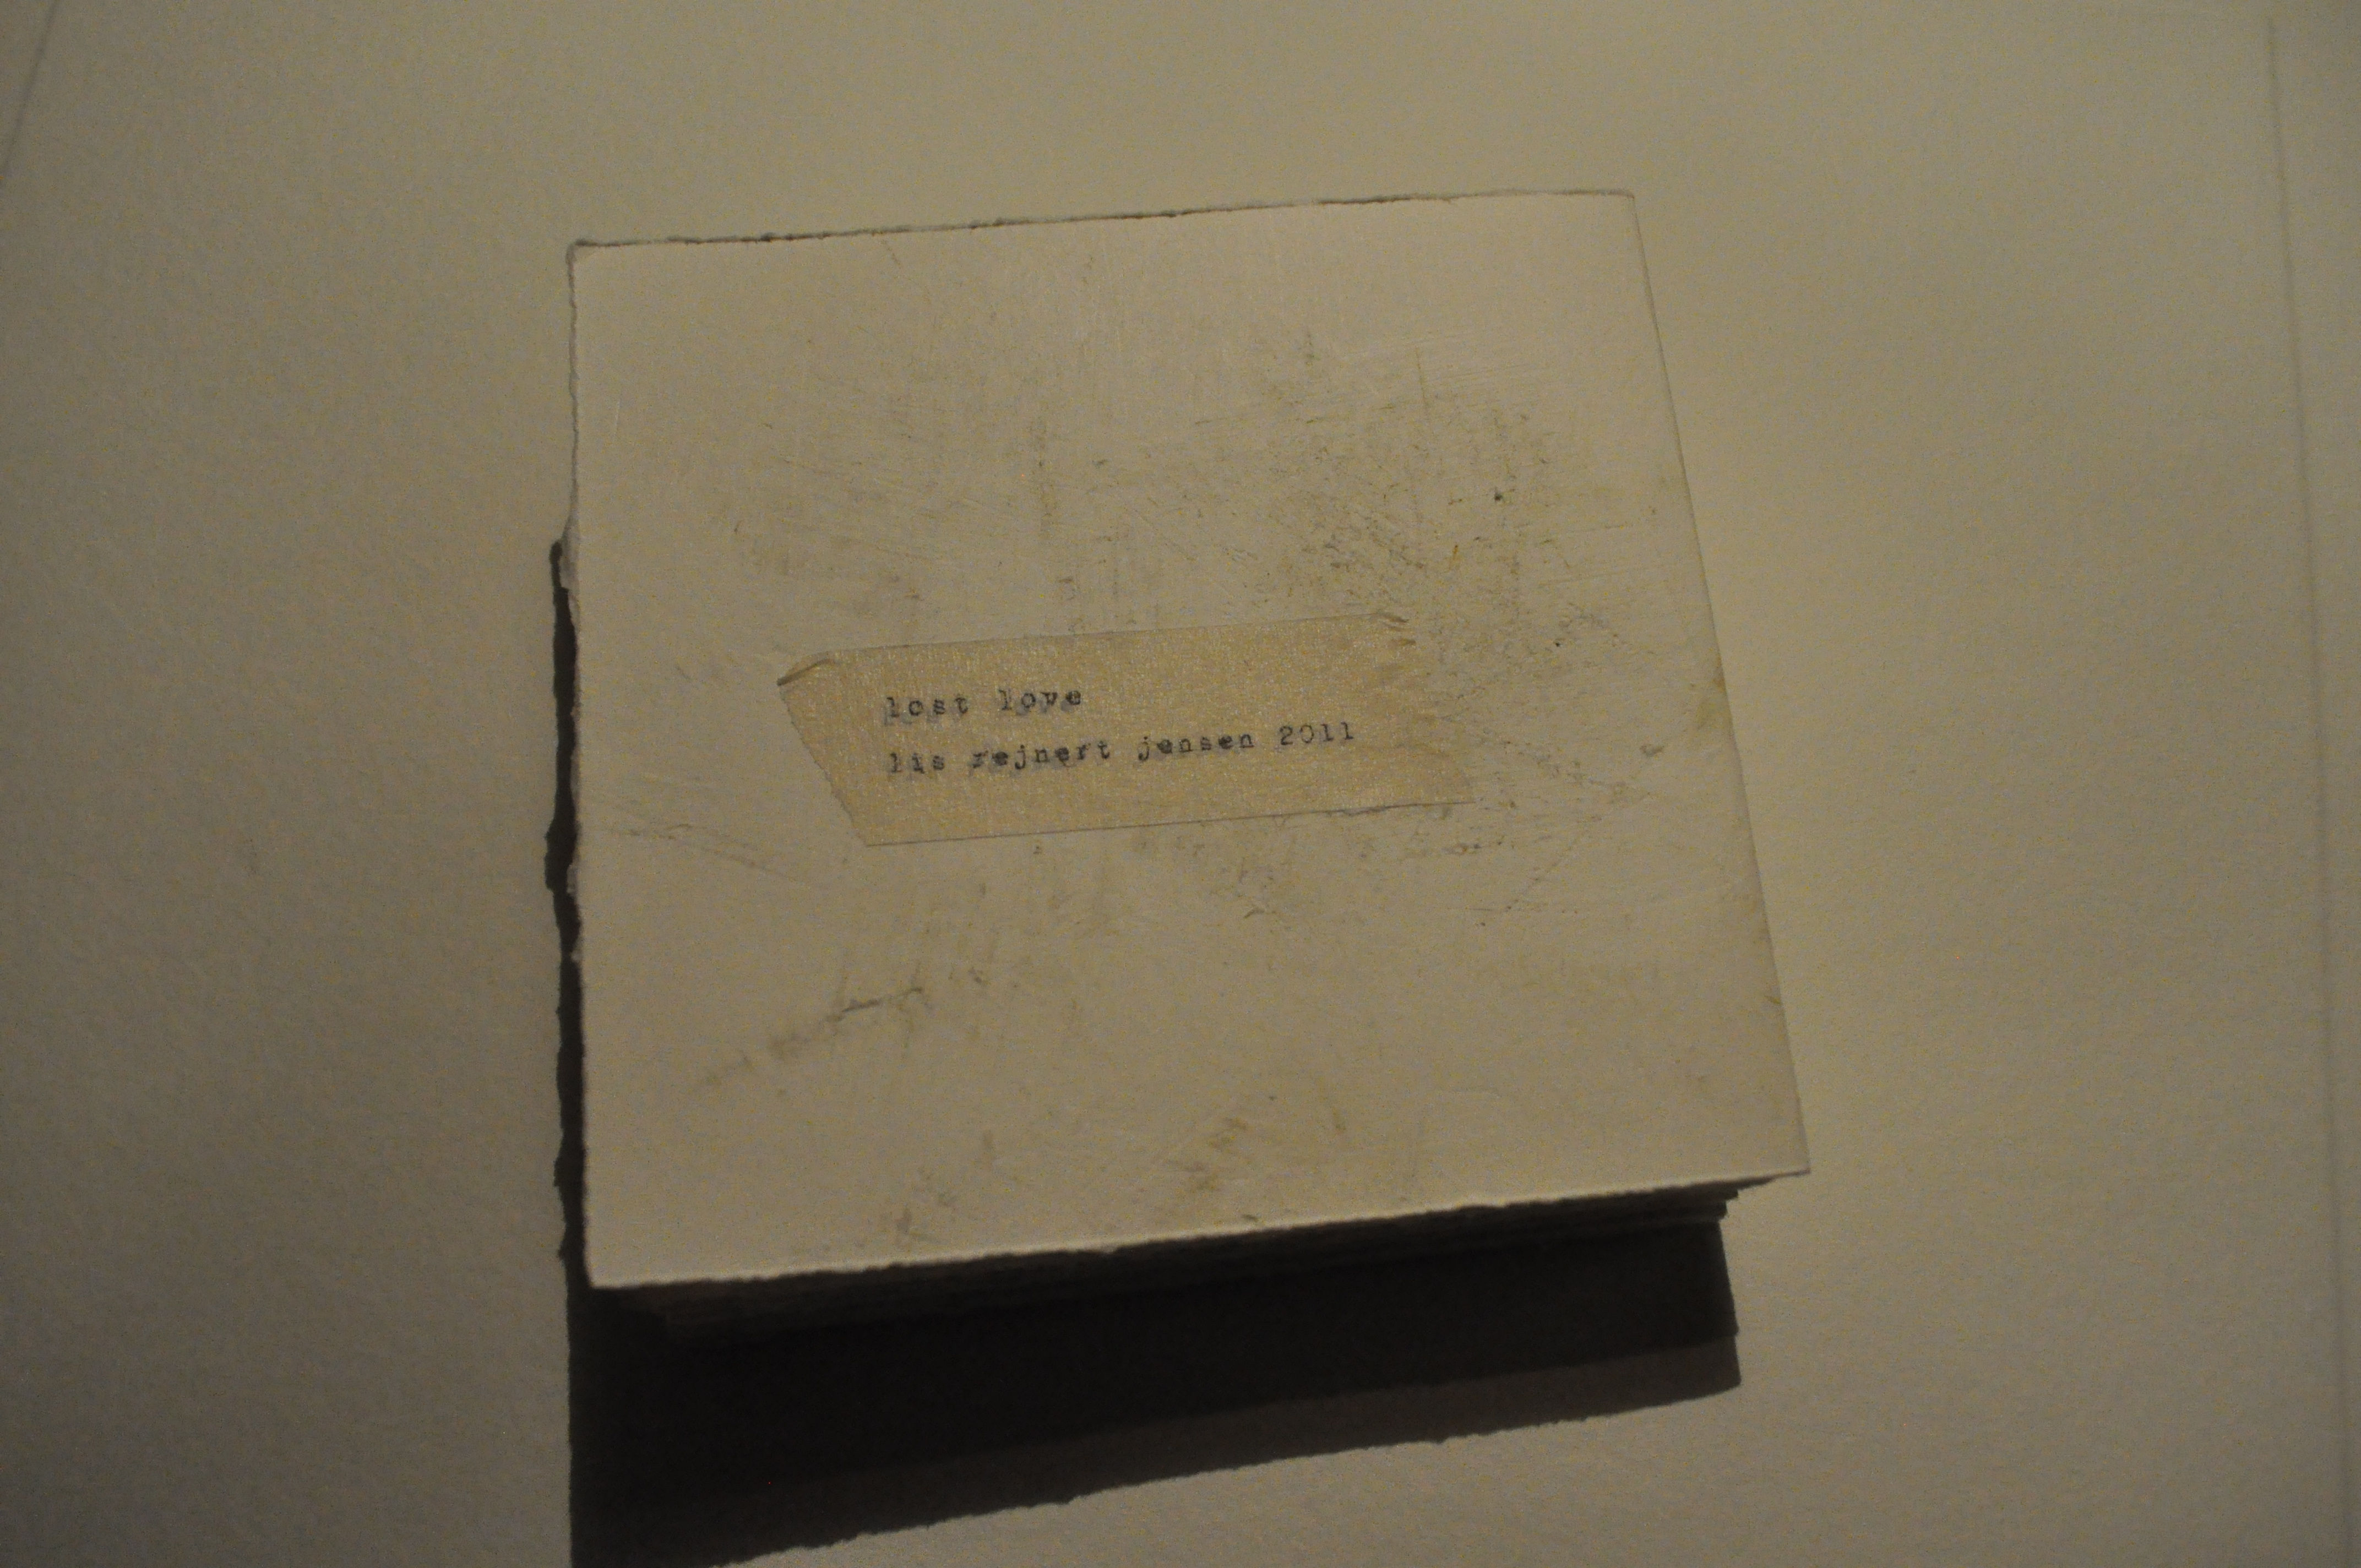 lost love
lis rejnert jensen 2011